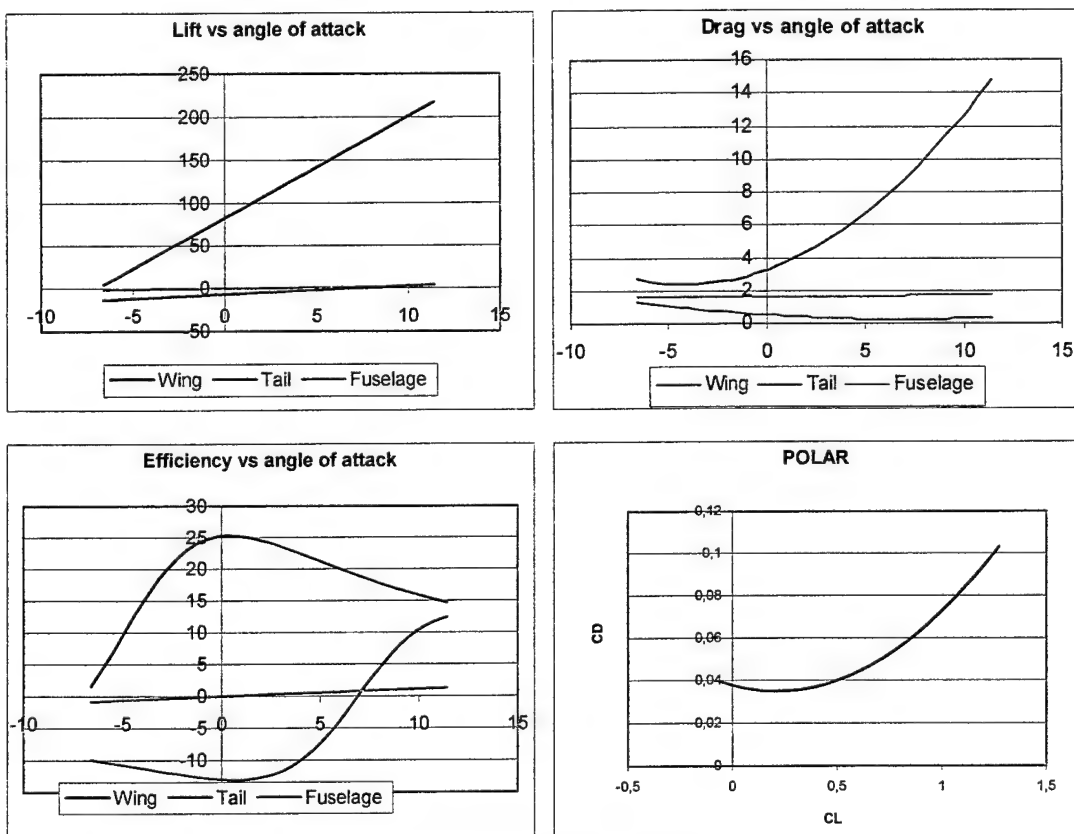 Lift vs angle of attack
250
200
150
100
50
0
-10 -5 0 5 10 15
50
Wing Tail Fuselage
Drag vs angle of attack
16
14
12
10
8
6
4
2
0
-10 -5 0 5 10 15
Wing Tail Fuselage
Efficiency vs angle of attack
30
25
20
15
10
5
0
-10 -5 0 5 10 15
-5
-10
Wing Tail Fuselage
POLAR
0,12
0,1
0,08
0,06
0,04
0,02
0
-0,5 0 0,5 1 1,5
CD
CL